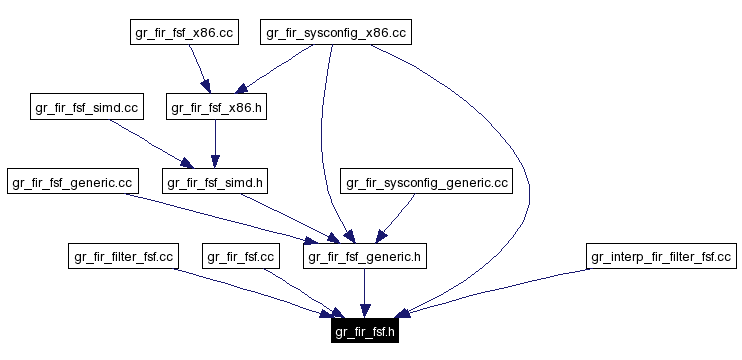 gr_fir_fsf_x86.cc
gr_fir_sysconfig_x86.cc
gr_fir_fsf_simd.cc
gr_fir_fsf_x86.h
gr_fir_fsf_generic.cc
gr_fir_fsf_simd.h
gr_fir_sysconfig_generic.cc
gr_fir_filter_fsf.cc
gr_fir_fsf.cc
gr_fir_fsf_generic.h
gr_interp_fir_filter_fsf.cc
gr_fir_fsf.h